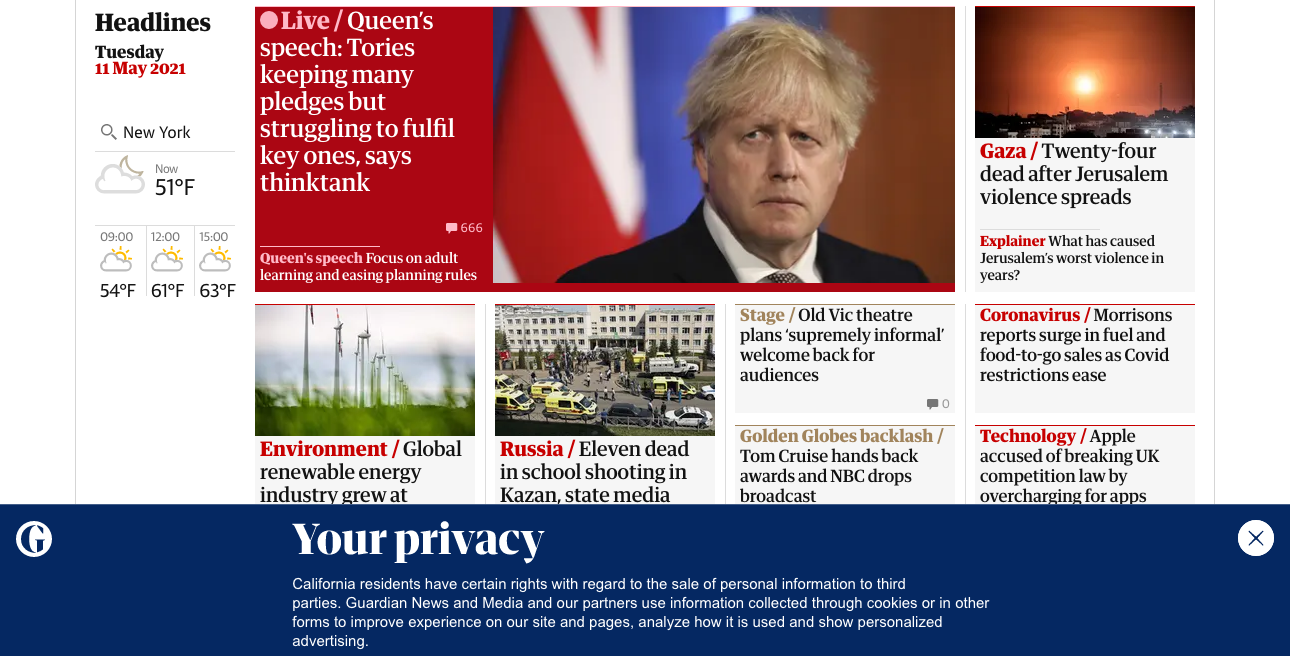 Headlines
Tuesday
11 May 2021
New York
Now
51°F
09:00
12:00
15:00
54°F
61°F
63°F
Live / Queen's
speech: Tories
keeping many
pledges but
struggling to fulfil
key ones, says
thinktank
666
Queen's speech Focus on adult
learning and easing planning rules
Gaza / Twenty-four
dead after Jerusalem
violence spreads
Explainer What has caused
Jerusalem's worst violence in
years?
Environment / Global
renewable energy
industry grew at
Russia / Eleven dead
in school shooting in
Kazan, state media
Stage / Old Vic theatre
plans ‘supremely informal’
welcome back for
audiences
0
Golden Globes backlash /
Tom Cruise hands back
awards and NBC drops
broadcast
Coronavirus / Morrisons
reports surge in fuel and
food-to-go sales as Covid
restrictions ease
Technology / Apple
accused of breaking UK
competition law by
overcharging for apps
G
Your privacy
California residents have certain rights with regard to the sale of personal information to third
parties. Guardian News and Media and our partners use information collected through cookies or in other
forms to improve experience on our site and pages, analyze how it is used and show personalized
advertising.